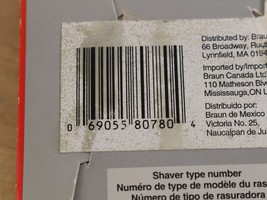 Distributed by: Brau
66 Broadway, Rou
Lynnfield, MA 0194
Imported by/Impor
Braun Canada Ltd
110 Matheson Blv
Mississauga, ON L
Distribuido por:
Braun de Mexico
Victoria No. 25,
Naucalpan de Ju
0 69055 80780 4
Shaver type number
Numéro de type de modèle du ras
Número de tipo de rasuradora